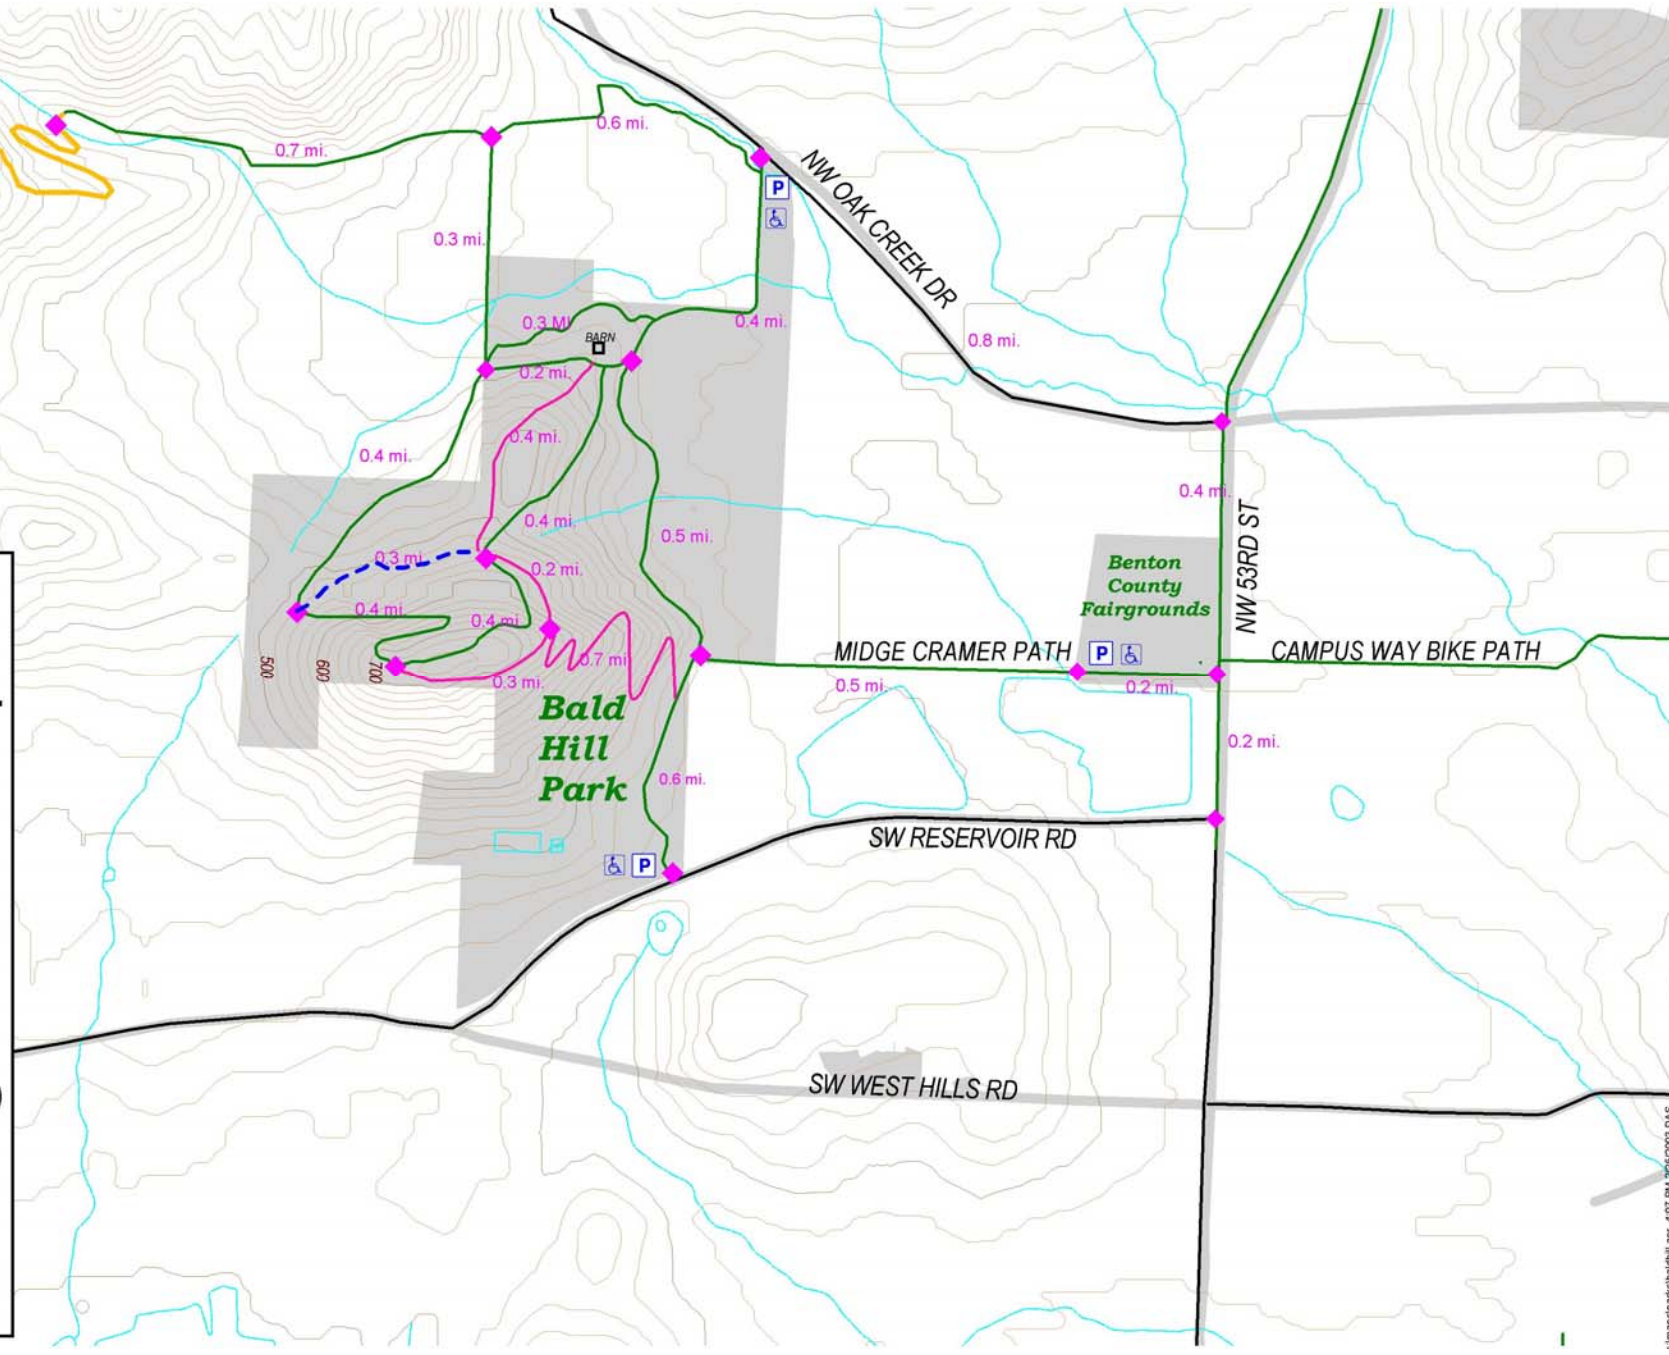 0.6 mi.
0.7 mi.
P
NW OAK CREEK DR
0.3 mi.
0.3 MI
0.4 mi.
BARN
0.8 mi.
0.2 mi.
0.4 mi.
0.4 mi.
0.4 mi.
NW 53RD ST
0.4 mi.
0.5 mi.
0.3 mi.
0.2 mi.
Benton
County
Fairgrounds
0.4 mi.
0.4 mi.
MIDGE CRAMER PATH
P
CAMPUS WAY BIKE PATH
500
600
700
0.7 mi
0.3 mi.
0.5 mi.
0.2 mi.
Bald
Hill
Park
0.2 mi.
0.6 mi.
SW RESERVOIR RD
P
SW WEST HILLS RD